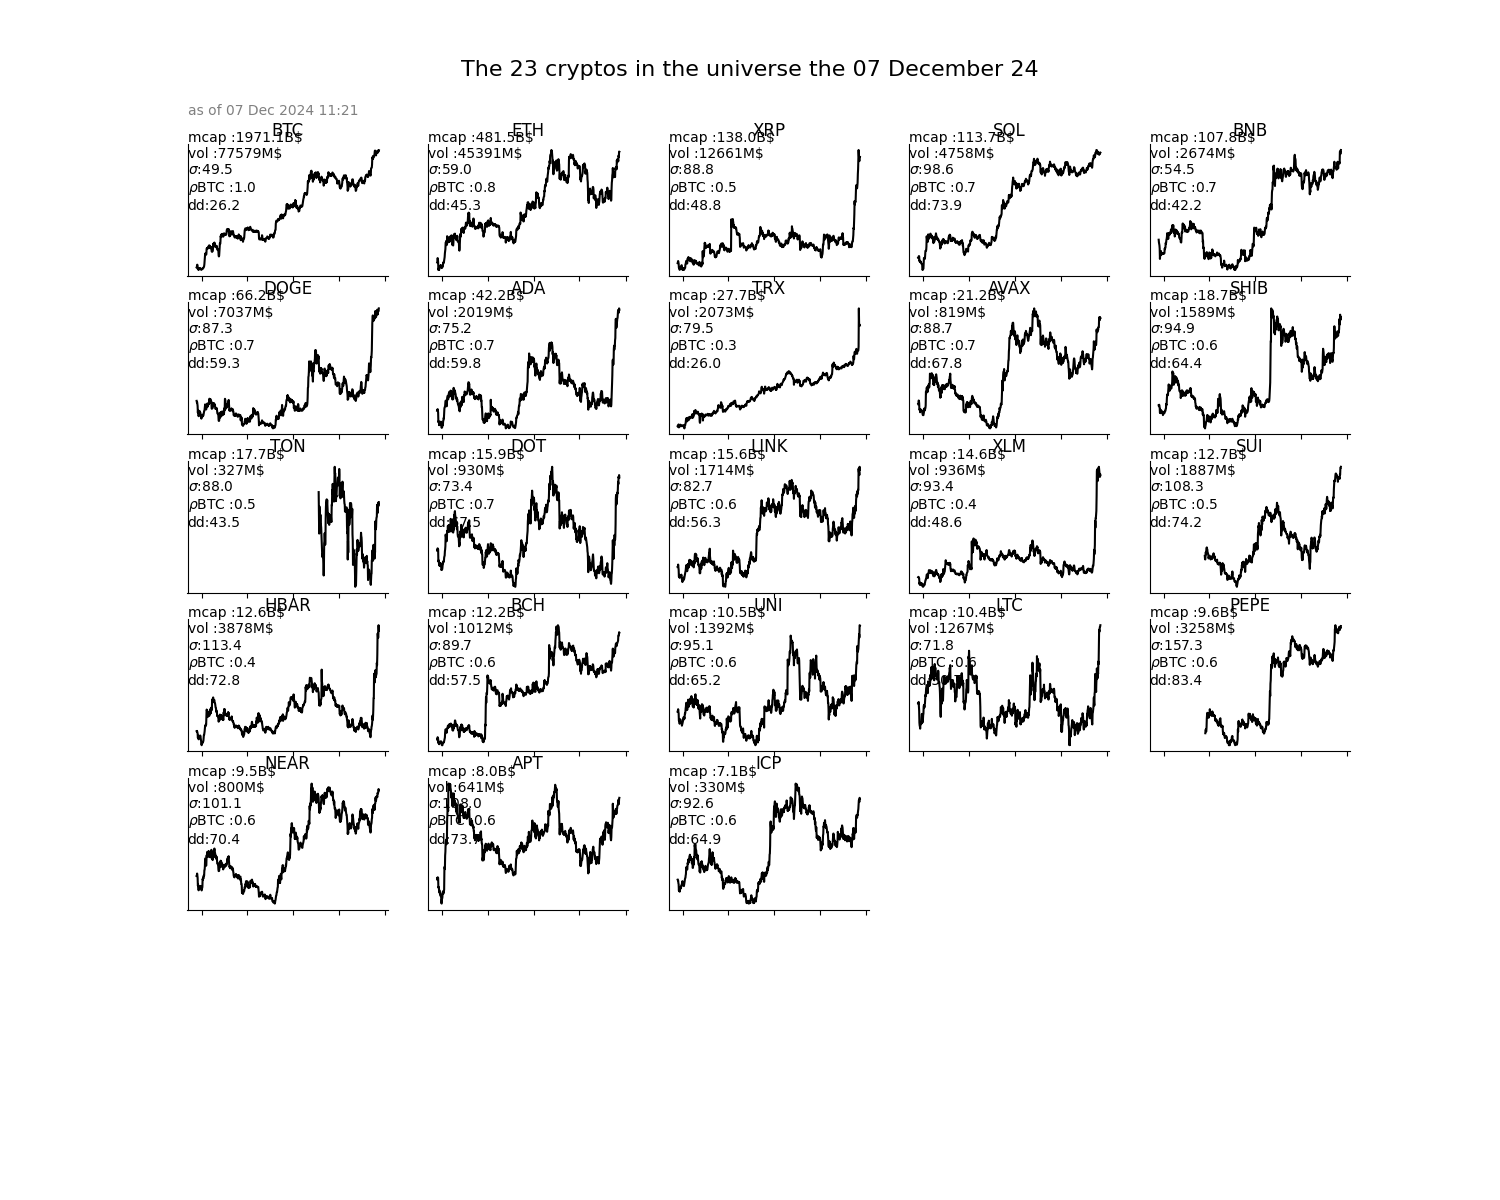 The 23 cryptos in the universe the 07 December 24
as of 07 Dec 2024 11:21
BTC
mcap :1971.1B$
vol :77579M$
σ:49.5
ρBTC :1.0
dd:26.2
ETH
mcap :481.5B$
vol :45391M$
σ:59.0
ρBTC :0.8
dd:45.3
XRP
mcap :138.0B$
vol :12661M$
σ:88.8
ρBTC :0.5
dd:48.8
SOL
mcap :113.7B$
vol :4758M$
σ:98.6
ρBTC :0.7
dd:73.9
BNB
mcap :107.8B$
vol :2674M$
σ:54.5
ρBTC :0.7
dd:42.2
DOGE
mcap :66.2B$
vol :7037M$
σ:87.3
ρBTC :0.7
dd:59.3
ADA
mcap :42.2B$
vol :2019M$
σ:75.2
ρBTC :0.7
dd:59.8
TRX
mcap :27.7B$
vol :2073M$
σ:79.5
ρBTC :0.3
dd:26.0
AVAX
mcap :21.2B$
vol :819M$
σ:88.7
ρBTC :0.7
dd:67.8
SHIB
mcap :18.7B$
vol :1589M$
σ:94.9
ρBTC :0.6
dd:64.4
TON
mcap :17.7B$
vol :327M$
σ:88.0
ρBTC :0.5
dd:43.5
DOT
mcap :15.9B$
vol :930M$
σ:73.4
ρBTC :0.7
LINK
mcap :15.6B$
vol :1714M$
σ:82.7
ρBTC :0.6
dd:56.3
XLM
mcap :14.6B$
vol :936M$
σ:93.4
ρBTC :0.4
dd:48.6
SUI
mcap :12.7B$
vol :1887M$
σ:108.3
ρBTC :0.5
dd:74.2
HBAR
mcap :12.6B$
vol :3878M$
σ:113.4
ρBTC :0.4
dd:72.8
BCH
mcap :12.2B$
vol :1012M$
σ:89.7
ρBTC :0.6
dd:57.5
UNI
mcap :10.5B$
vol :1392M$
σ:95.1
ρBTC :0.6
dd:65.2
LTC
mcap :10.4B$
vol :1267M$
σ:71.8
ρBTC :0.6
PEPE
mcap :9.6B$
vol :3258M$
σ:157.3
ρBTC :0.6
dd:83.4
NEAR
mcap :9.5B$
vol :800M$
σ:101.1
ρBTC :0.6
dd:70.4
APT
mcap :8.0B$
vol :641M$
σ:108.0
ρBTC :0.6
ICP
mcap :7.1B$
vol :330M$
σ:92.6
ρBTC :0.6
dd:64.9